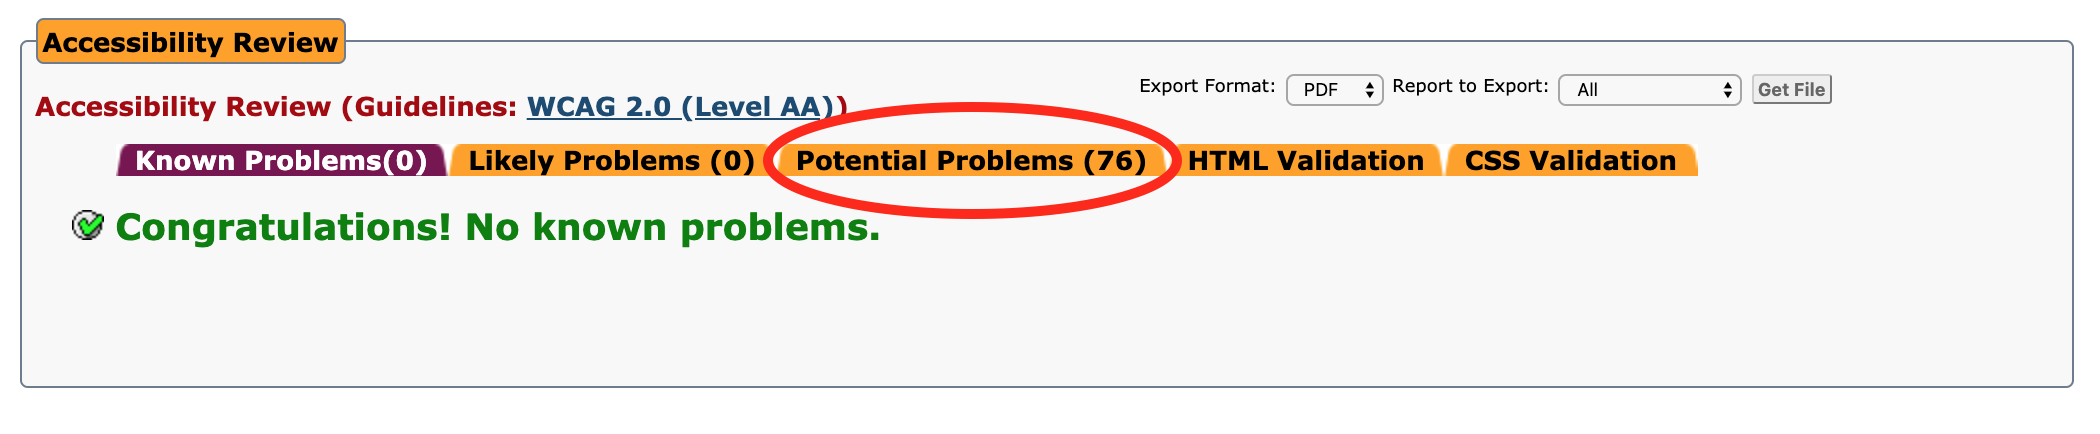 Accessibility Review
Export Format: PDF Report to Export: All Get File
Accessibility Review (Guidelines: WCAG 2.0 (Level AA))
Known Problems(0) Likely Problems (0) Potential Problems (76) HTML Validation CSS Validation
Congratulations! No known problems.